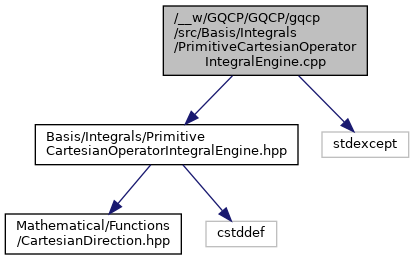 /__w/GQCP/GQCP/gqcp
/src/Basis/Integrals
/PrimitiveCartesianOperator
IntegralEngine.cpp
Basis/Integrals/Primitive
CartesianOperatorIntegralEngine.hpp
stdexcept
Mathematical/Functions
/CartesianDirection.hpp
cstddef